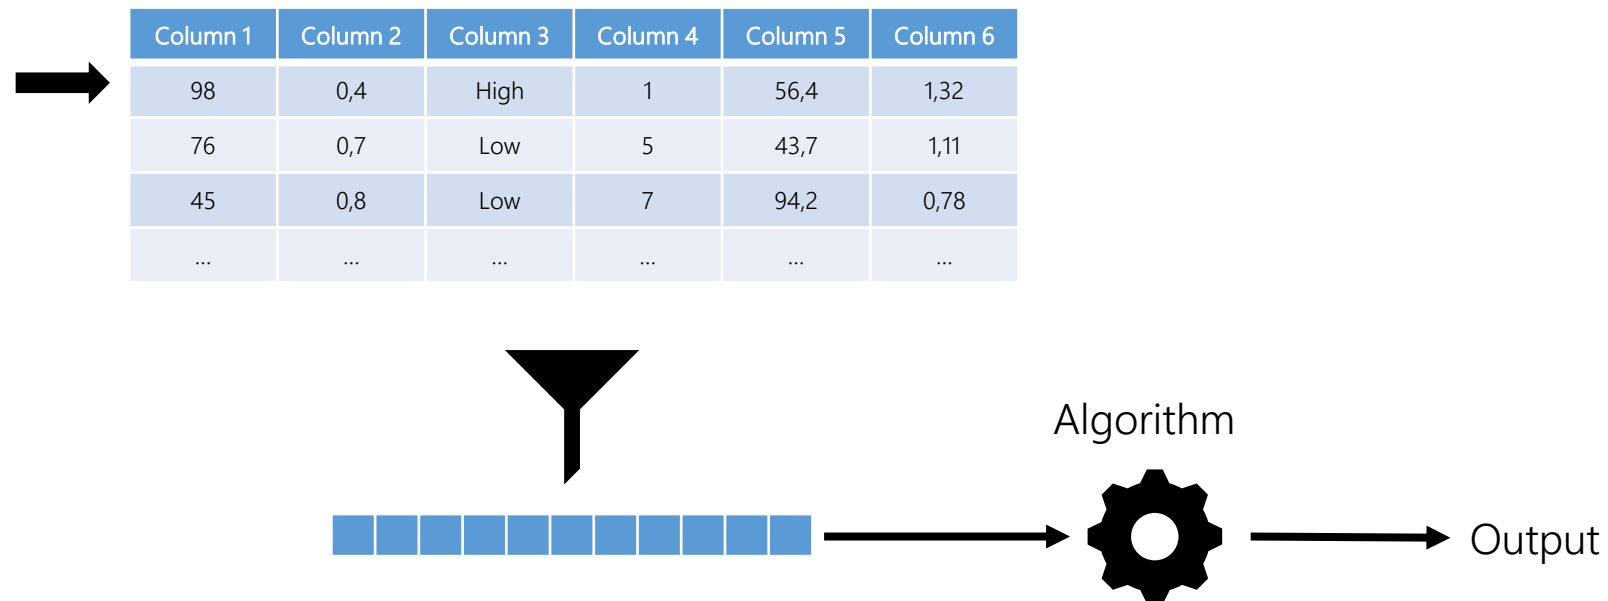 Column 1 Column 2 Column 3 Column 4 Column 5 Column 6
98 0,4 High 1 56,4 1,32
76 0,7 Low 5 43,7 1,11
45 0,8 Low 7 94,2 0,78
... ... ... ... ... ...
Algorithm
Output